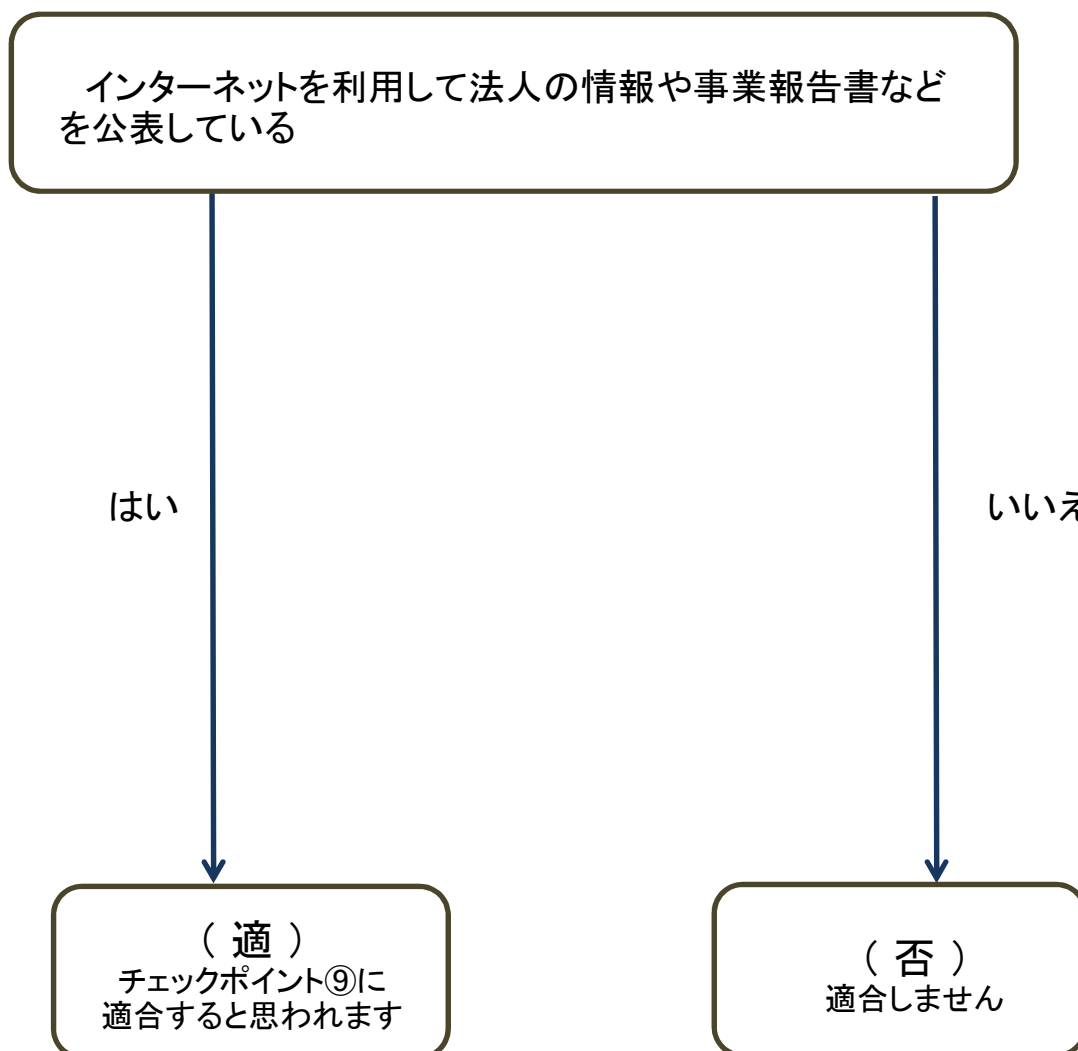 インターネットを利用して法人の情報や事業報告書など
を公表している
はい
いいえ
（ 適 ）
チェックポイント⑨に
適合すると思われます
（ 否 ）
適合しません